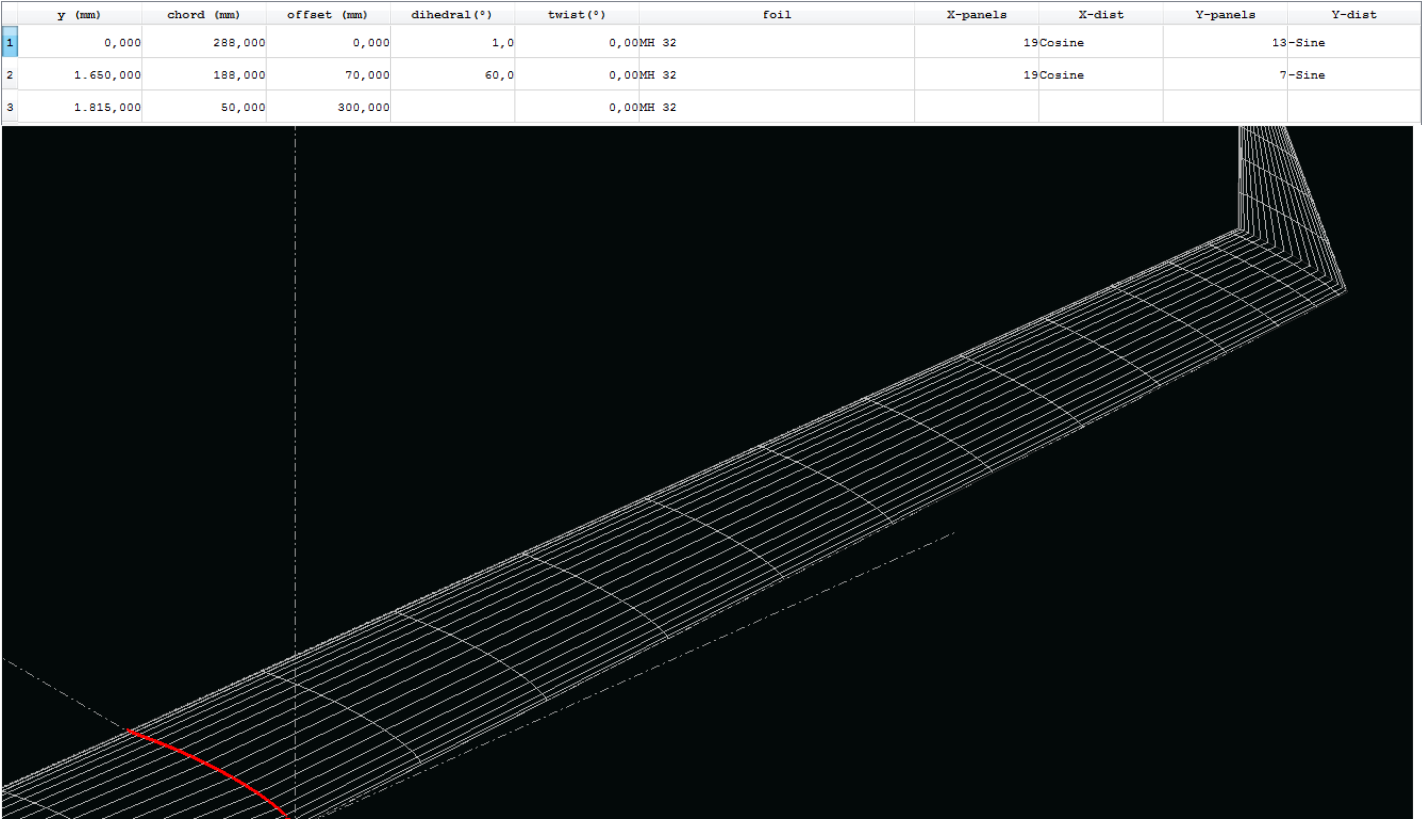 y (mm) chord (mm) offset (mm) dihedral(°) twist(°) foil X-panels X-dist Y-panels Y-dist
1 0,000 288,000 0,000 1,0 0,00 MH 32 19 Cosine 13 -Sine
2 1.650,000 188,000 70,000 60,0 0,00 MH 32 19 Cosine 7 -Sine
3 1.815,000 50,000 300,000 0,00 MH 32